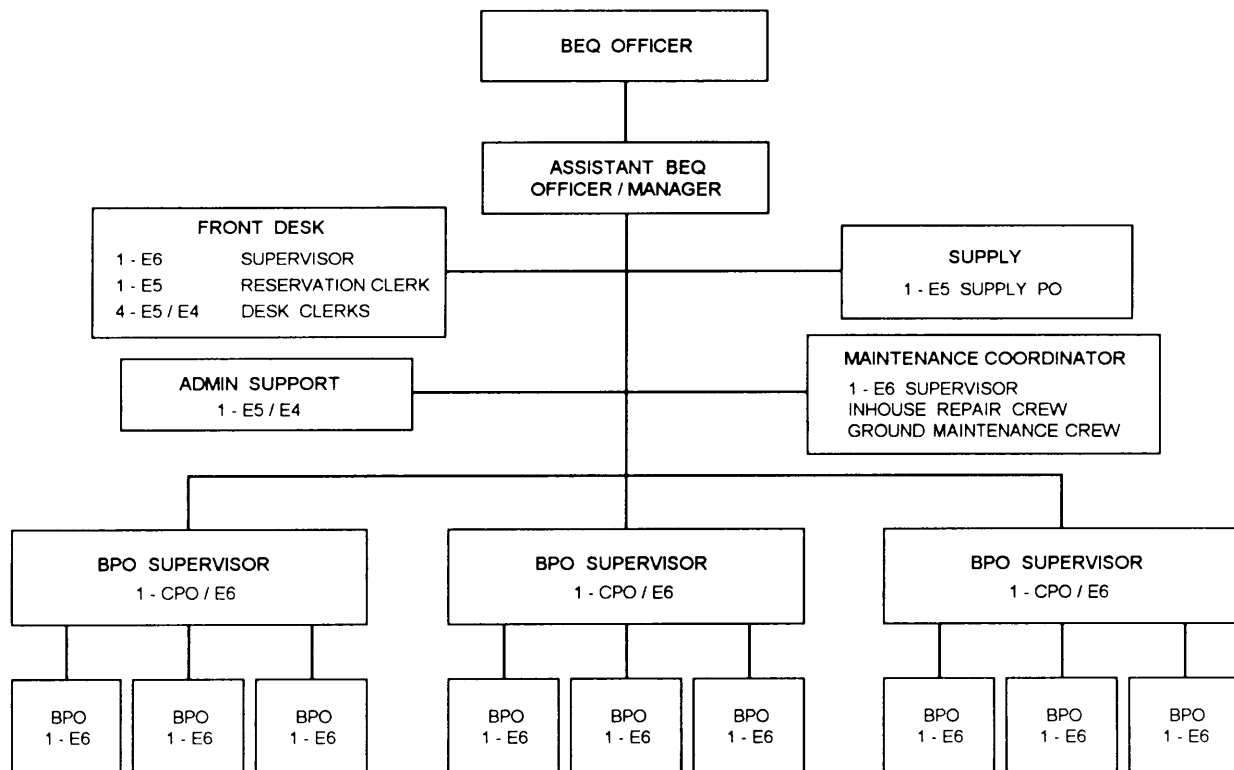 BEQ OFFICER
ASSISTANT BEQ
OFFICER / MANAGER
FRONT DESK
1 - E6 SUPERVISOR
1 - E5 RESERVATION CLERK
4 - E5 / E4 DESK CLERKS
SUPPLY
1 - E5 SUPPLY PO
ADMIN SUPPORT
1 - E5 / E4
MAINTENANCE COORDINATOR
1 - E6 SUPERVISOR
INHOUSE REPAIR CREW
GROUND MAINTENANCE CREW
BPO SUPERVISOR
1 - CPO / E6
BPO SUPERVISOR
1 - CPO / E6
BPO SUPERVISOR
1 - CPO / E6
BPO
1 - E6
BPO
1 - E6
BPO
1 - E6
BPO
1 - E6
BPO
1 - E6
BPO
1 - E6
BPO
1 - E6
BPO
1 - E6
BPO
1 - E6